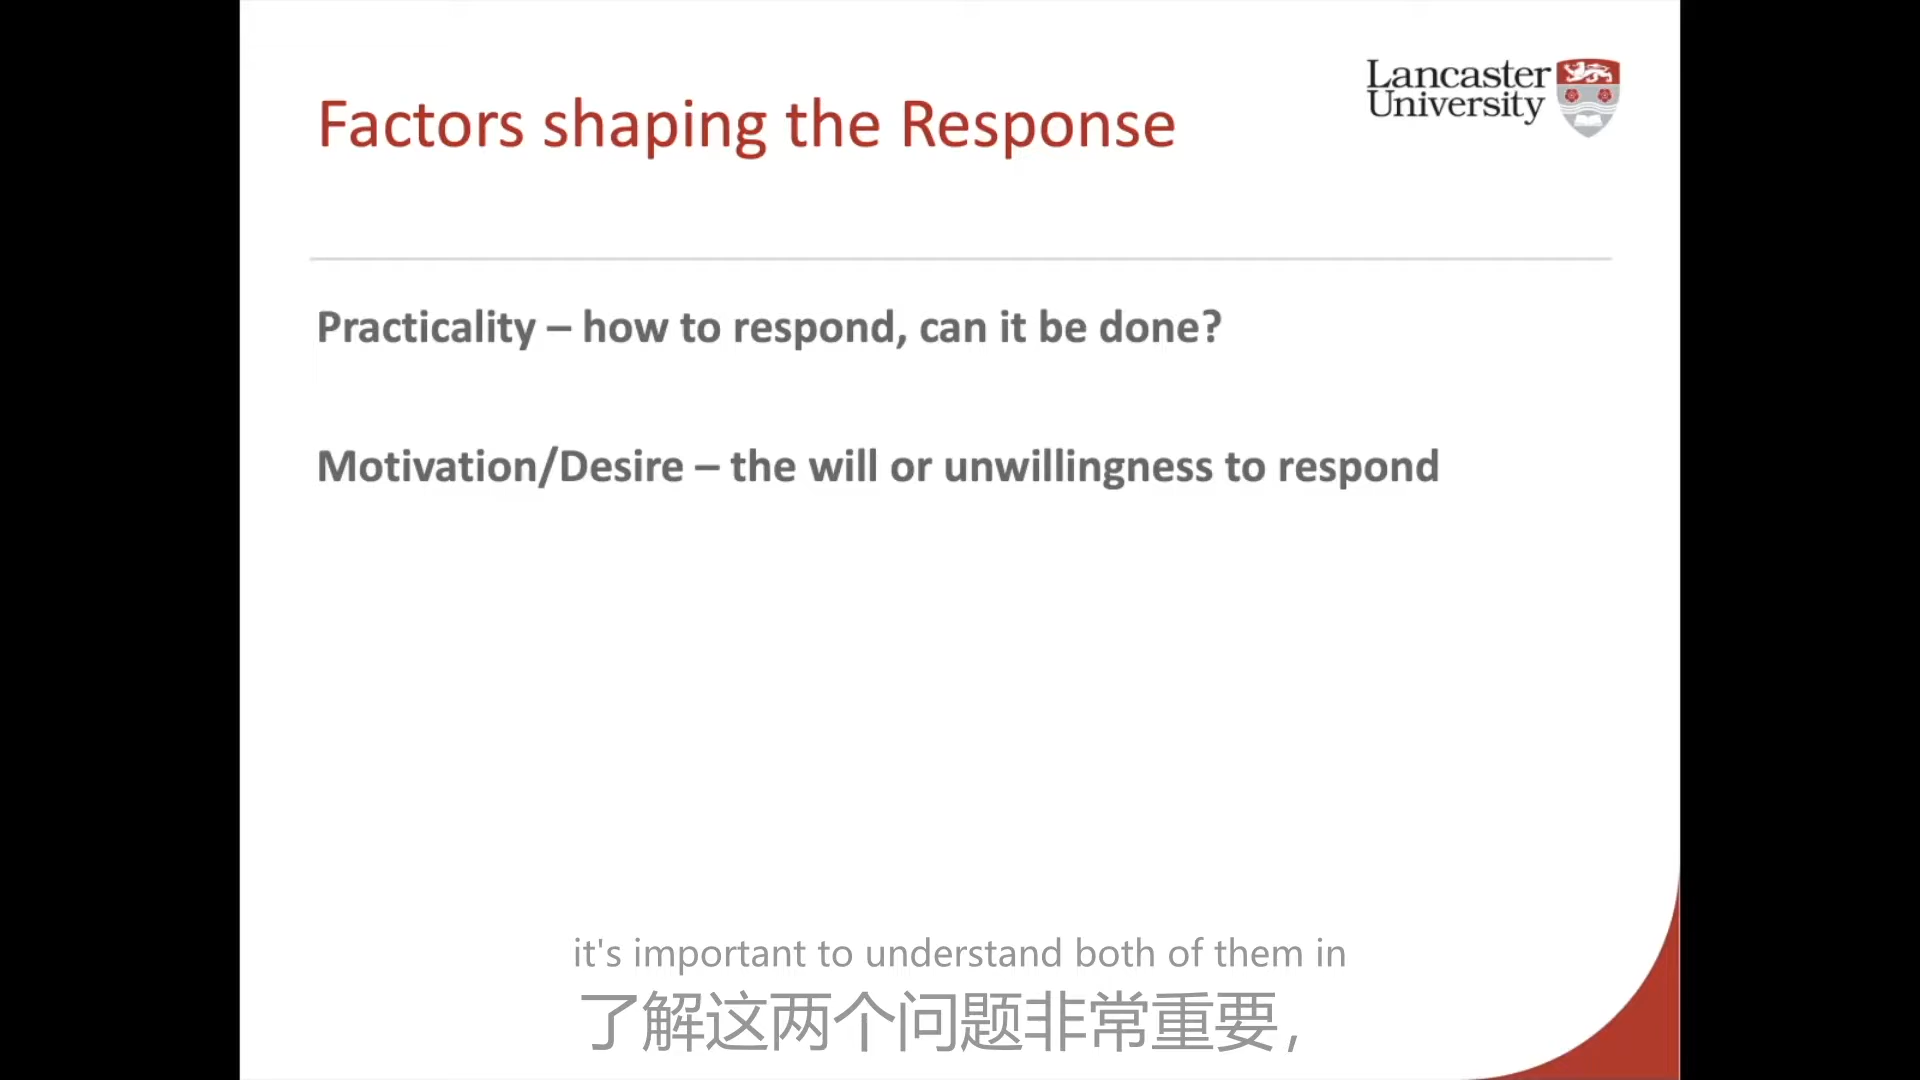 Lancaster
University
Factors shaping the Response
Practicality – how to respond, can it be done?
Motivation/Desire – the will or unwillingness to respond
it's important to understand both of them in
了解这两个问题非常重要，